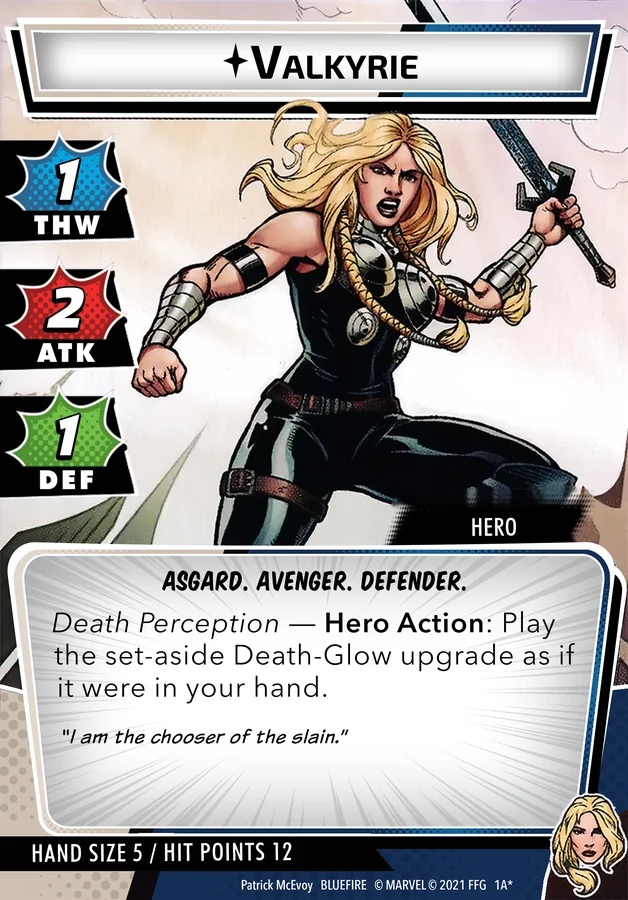 VALKYRIE
1
THW
2
ATK
1
DEF
HERO
ASGARD. AVENGER. DEFENDER.
Death Perception — Hero Action: Play
the set-aside Death-Glow upgrade as if
it were in your hand.
"I am the chooser of the slain."
HAND SIZE 5 / HIT POINTS 12
Patrick McEvoy BLUEFIRE © MARVEL © 2021 FFG 1A*